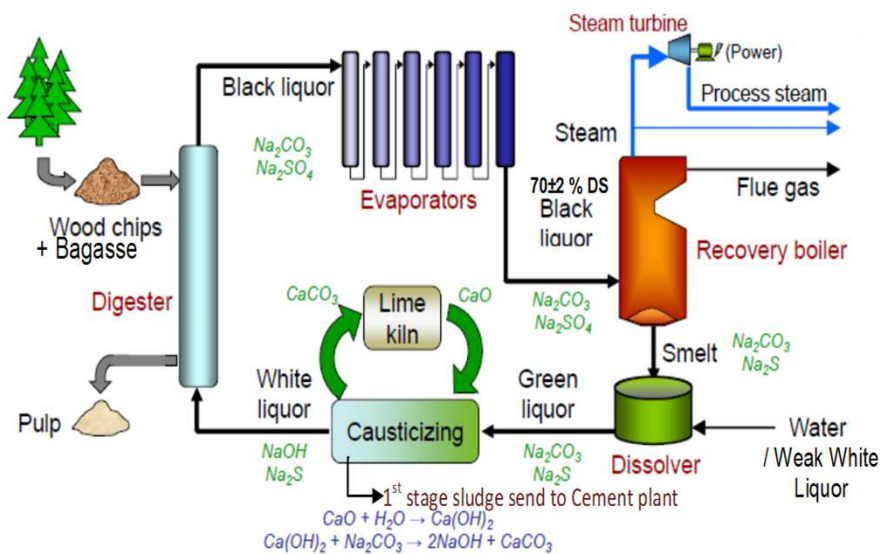 Steam turbine
(Power)
Black liquor
Process steam
Steam
Na₂CO₃
Na₂SO₄
Evaporators
70±2 % DS
Black
liquor
Flue gas
Wood chips
+ Bagasse
Recovery boiler
Digester
CaCO₃
Lime
kiln
CaO
Na₂CO₃
Na₂SO₄
Smelt
Na₂CO₃
Na₂S
White
liquor
Green
liquor
Pulp
Causticizing
Water
/ Weak White
Liquor
NaOH
Na₂S
Na₂CO₃
Na₂S
Dissolver
1st stage sludge send to Cement plant
CaO + H₂O → Ca(OH)₂
Ca(OH)₂ + Na₂CO₃ → 2NaOH + CaCO₃